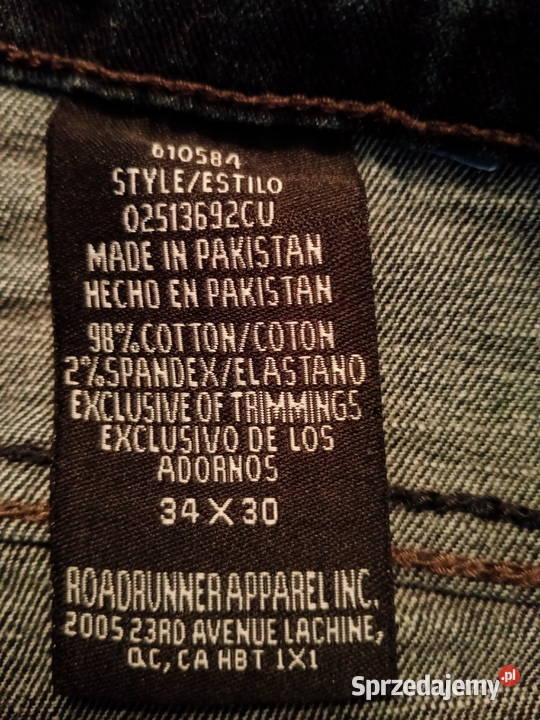 610584
STYLE/ESTILO
02513692CU
MADE IN PAKISTAN
HECHO EN PAKISTAN
98% COTTON/COTON
2% SPANDEX/ELASTANO
EXCLUSIVE OF TRIMMINGS
EXCLUSIVO DE LOS
ADORNOS
34 X 30
ROADRUNNER APPAREL INC.
2005 23RD AVENUE LACHINE,
QC, CA H8T 1X1
Sprzedajemy.pl